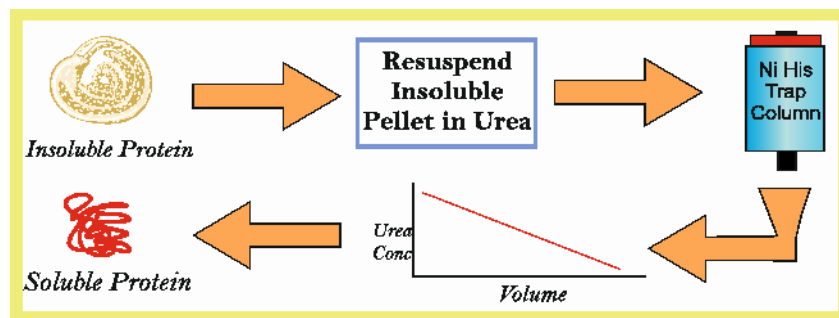 Insoluble Protein
Resuspend
Insoluble
Pellet in Urea
Ni His
Trap
Column
Soluble Protein
Urea
Conc
Volume